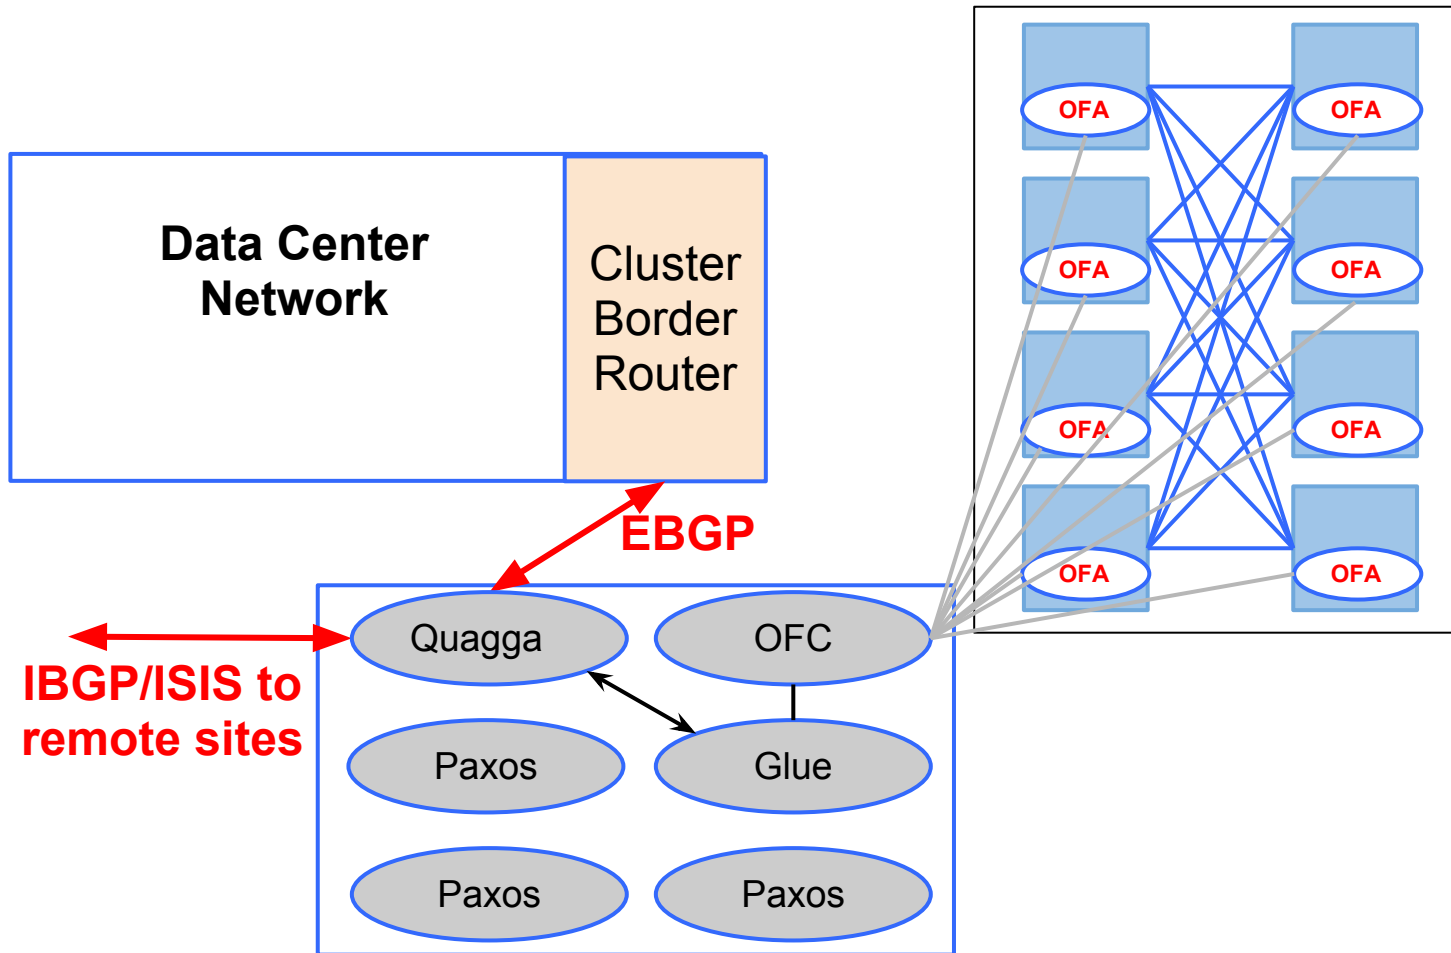 OFA
OFA
OFA
OFA
OFA
OFA
OFA
OFA
Data Center
Network
Cluster
Border
Router
EBGP
IBGP/ISIS to
remote sites
Quagga
OFC
Paxos
Glue
Paxos
Paxos